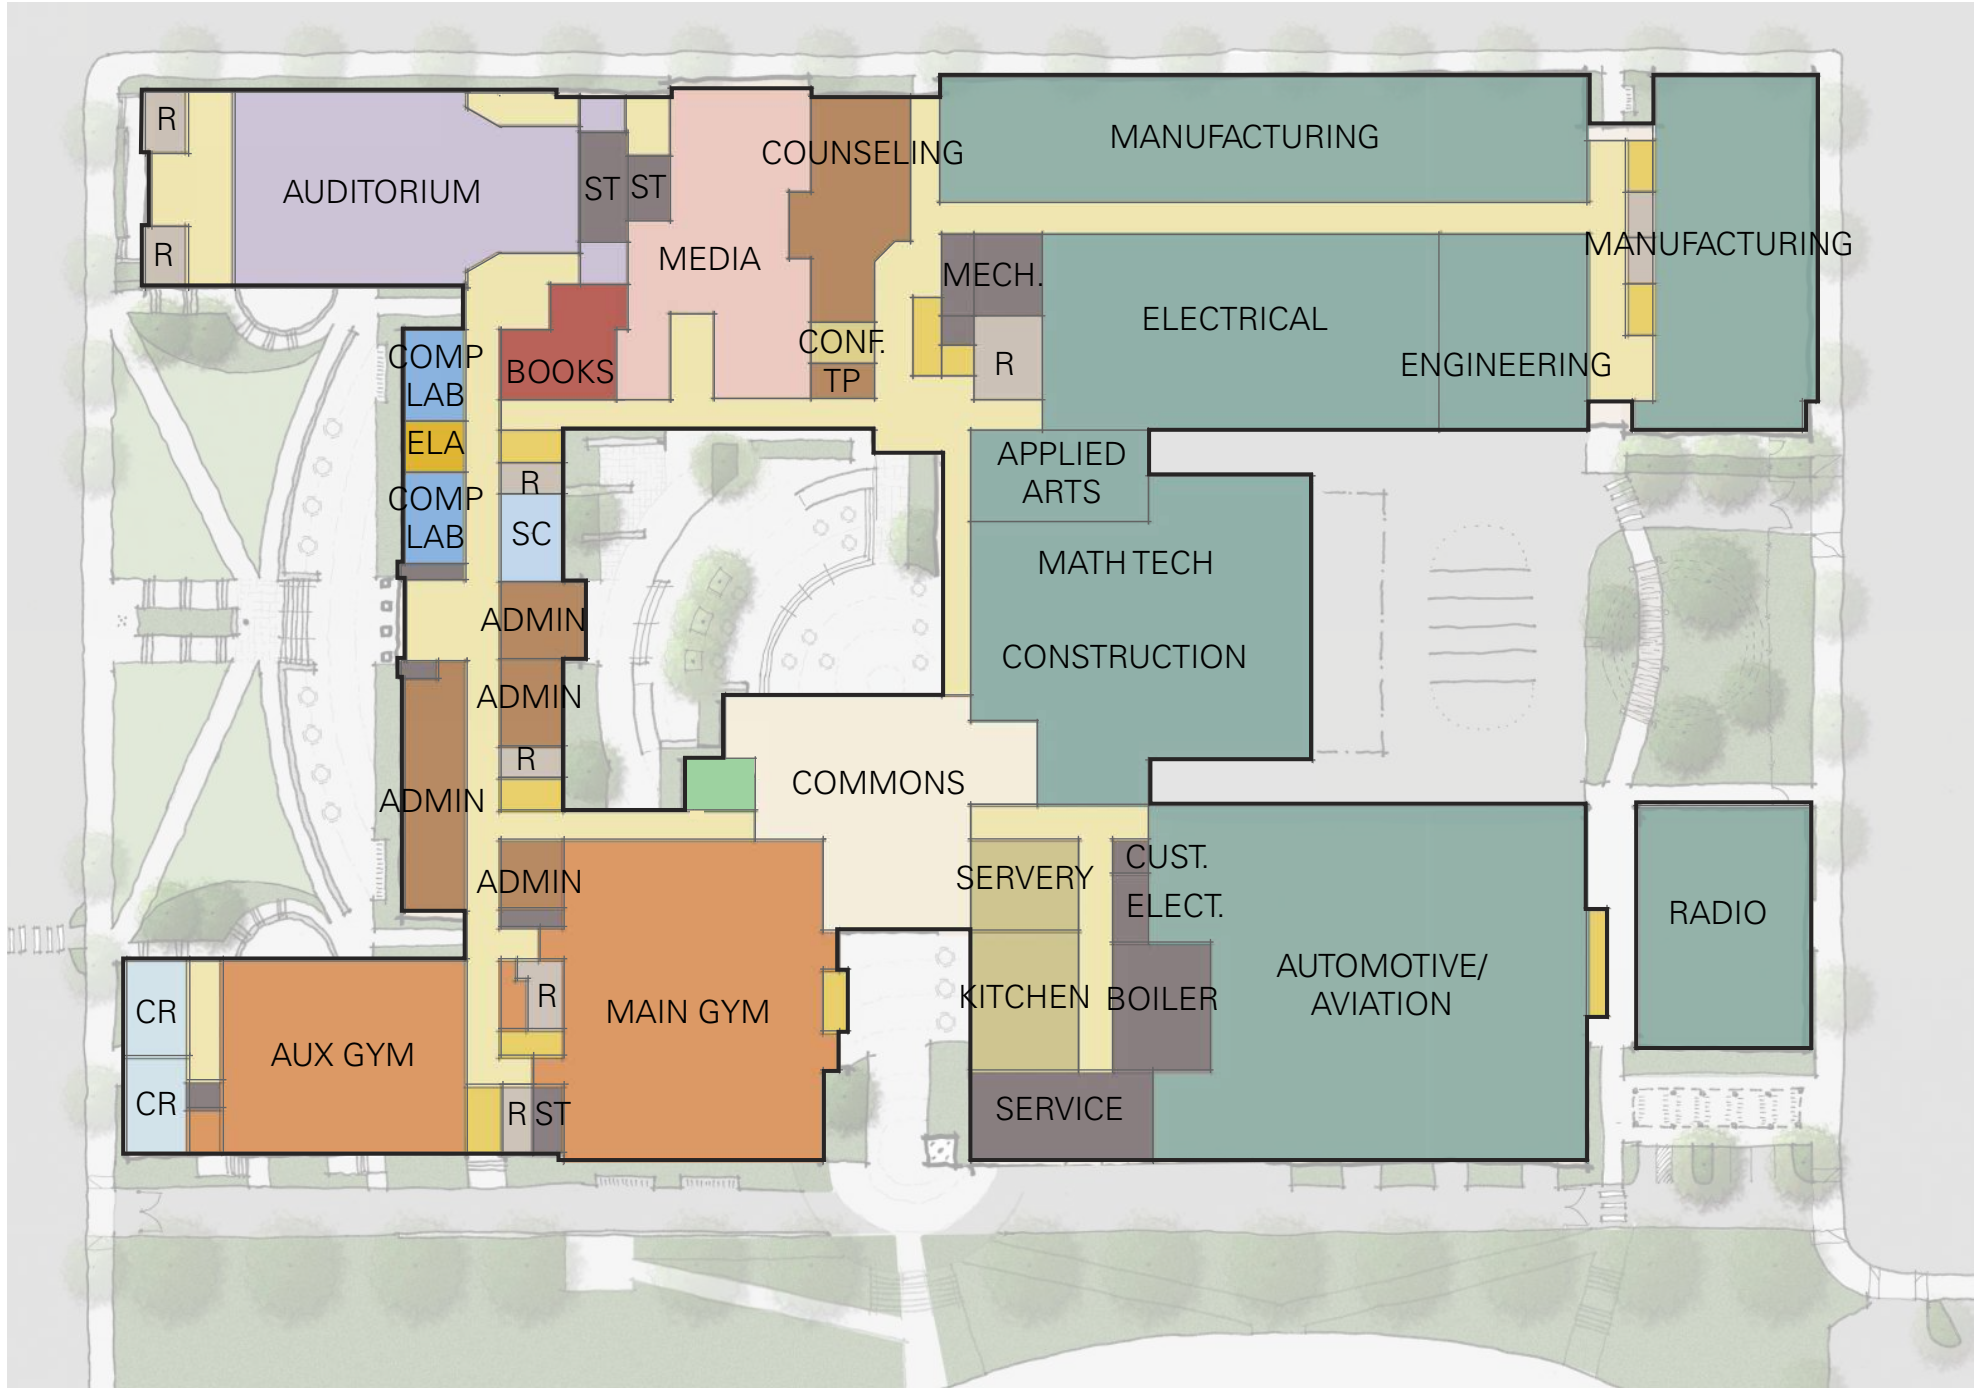 R
AUDITORIUM
ST
ST
COUNSELING
MANUFACTURING
R
MEDIA
MECH.
MANUFACTURING
ELECTRICAL
COMP
LAB
BOOKS
CONF.
TP
R
ENGINEERING
ELA
APPLIED
ARTS
COMP
LAB
R
SC
MATH TECH
ADMIN
CONSTRUCTION
ADMIN
R
ADMIN
COMMONS
ADMIN
SERVERY
CUST.
ELECT.
RADIO
CR
AUX GYM
R
MAIN GYM
KITCHEN
BOILER
AUTOMOTIVE/
AVIATION
CR
R
ST
SERVICE